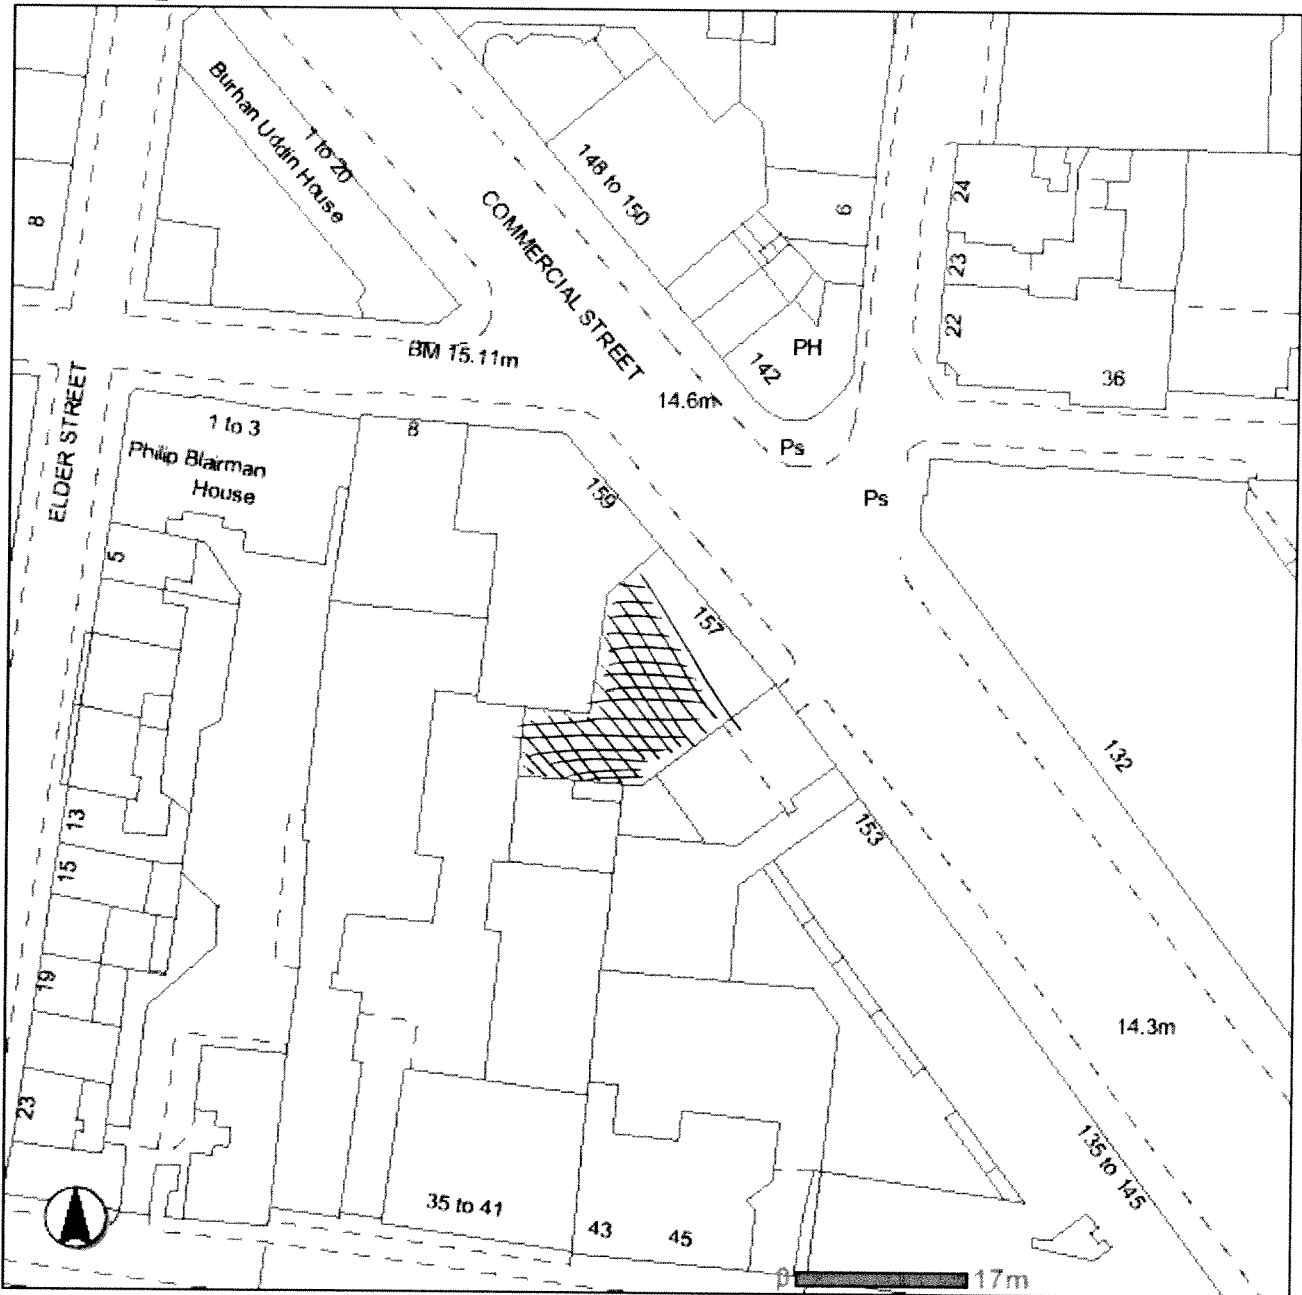 Burhan Uddin House
1 to 20
8
148 to 150
COMMERCIAL STREET
6
24
23
22
PH
142
36
BM 15.11m
14.6m
Ps
Ps
ELDER STREET
1 to 3
Philip Blairman
House
8
159
5
157
132
13
15
153
19
14.3m
23
135 to 145
35 to 41
43
45
0
17m